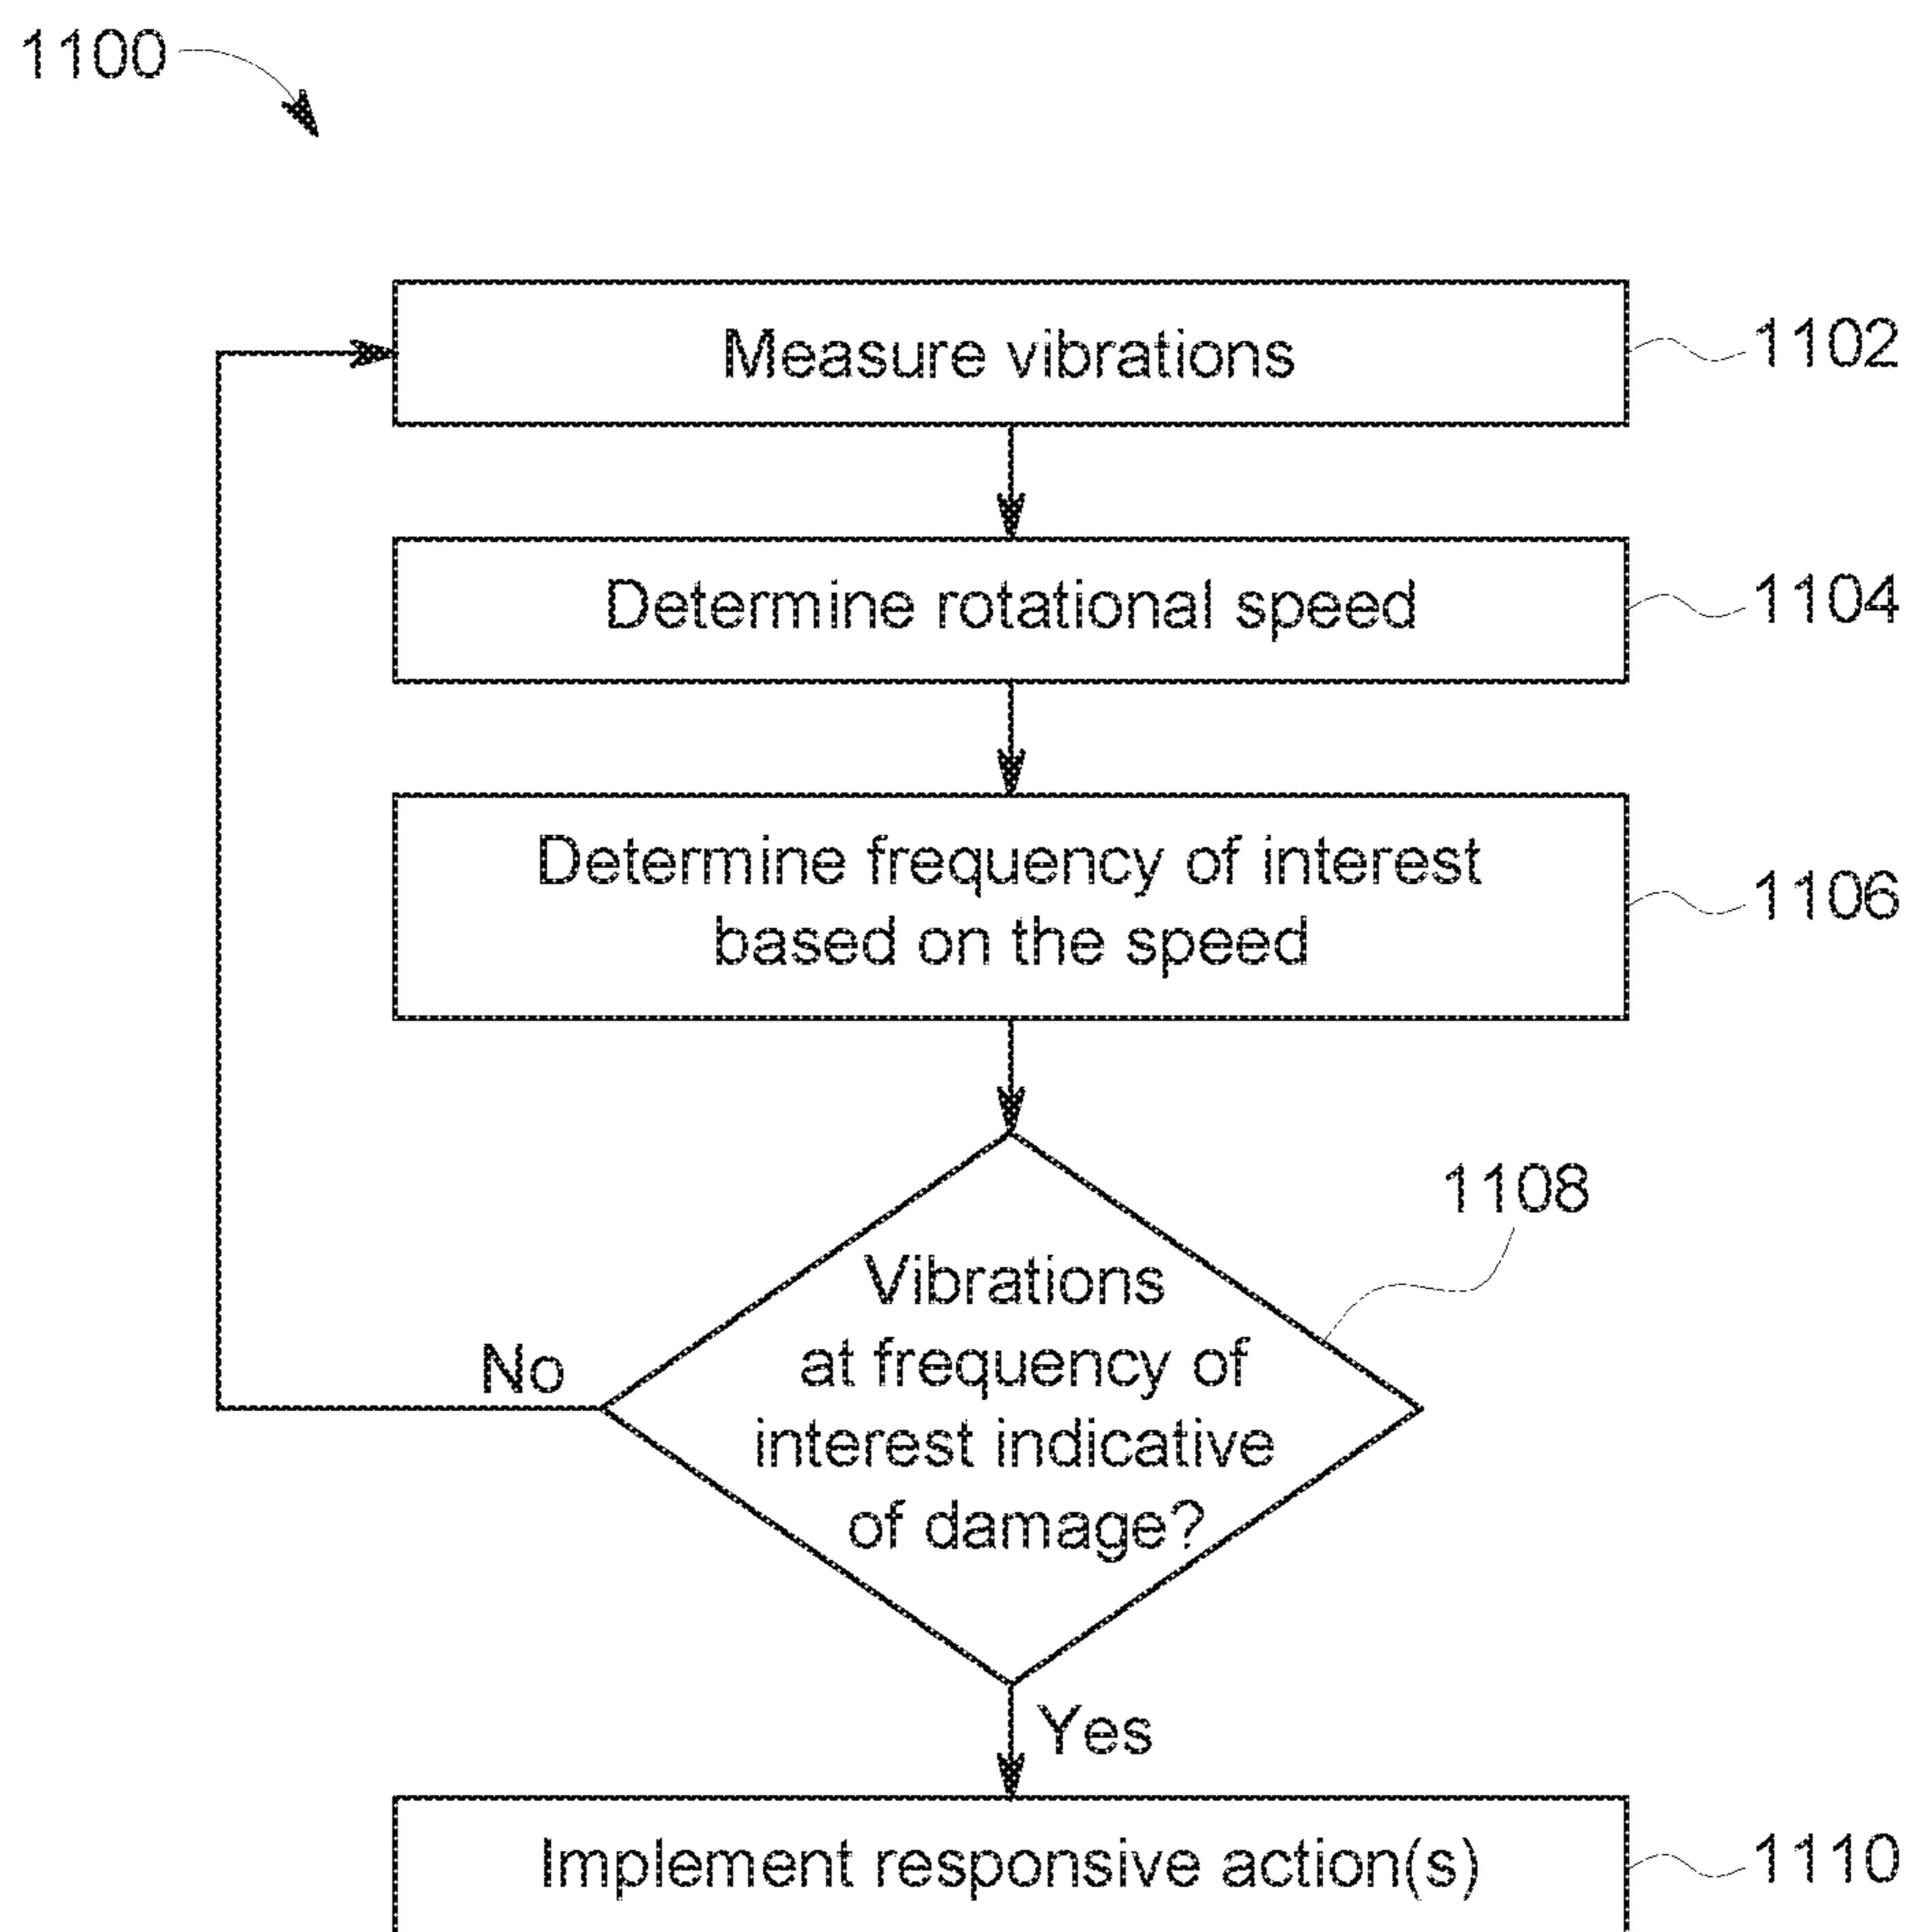 1100
Measure vibrations
1102
Determine rotational speed
1104
Determine frequency of interest
based on the speed
1106
1108
Vibrations
at frequency of
interest indicative
of damage?
No
Yes
Implement responsive action(s)
1110